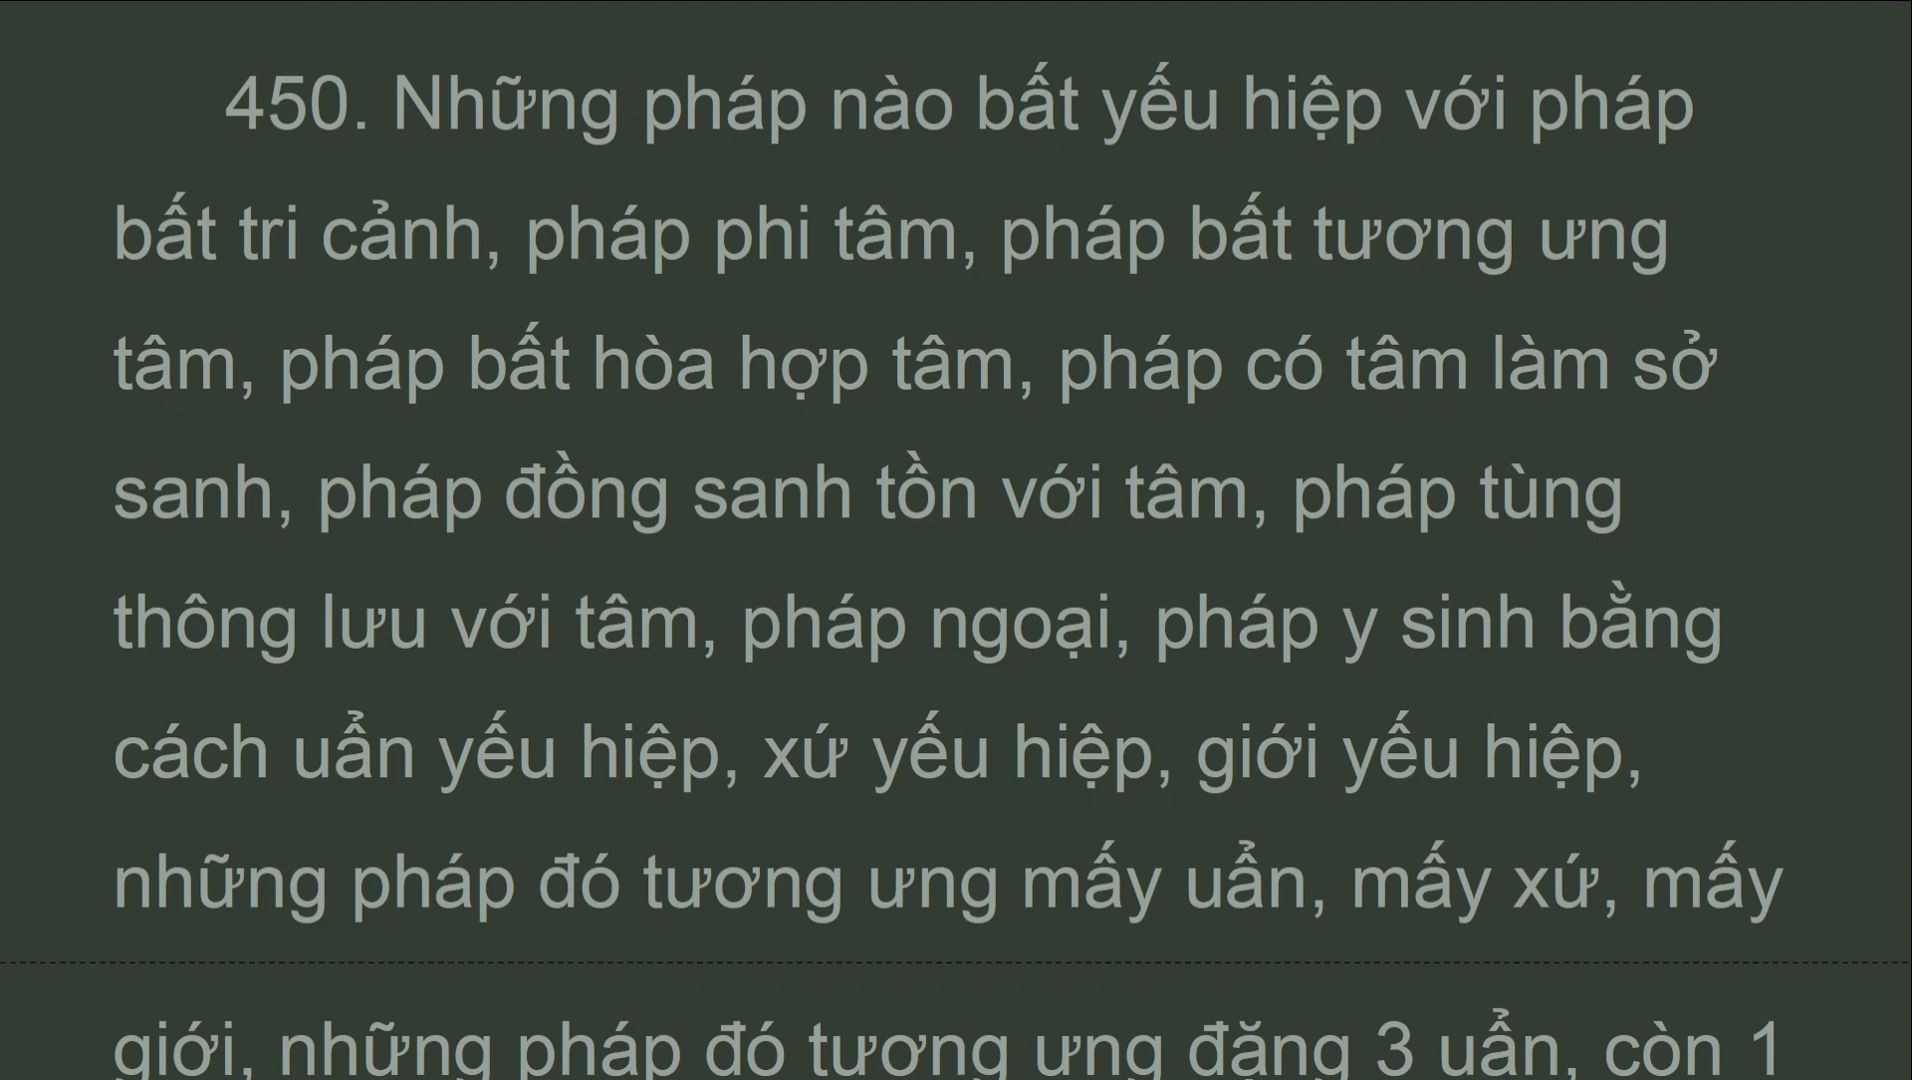 450. Những pháp nào bất yếu hiệp với pháp
bất tri cảnh, pháp phi tâm, pháp bất tương ưng
tâm, pháp bất hòa hợp tâm, pháp có tâm làm sở
sanh, pháp đồng sanh tồn với tâm, pháp tùng
thông lưu với tâm, pháp ngoại, pháp y sinh bằng
cách uẩn yếu hiệp, xứ yếu hiệp, giới yếu hiệp,
những pháp đó tương ưng mấy uẩn, mấy xứ, mấy
giới, những pháp đó tương ưng đặng 3 uẩn, còn 1